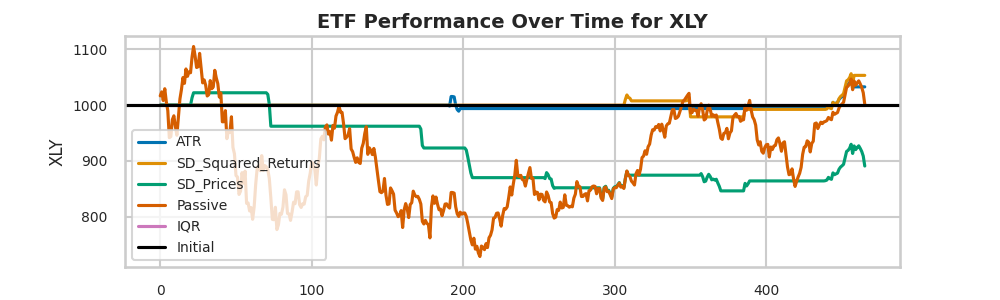 ETF Performance Over Time for XLY
XLY
1100
1000
900
800
ATR
SD_Squared_Returns
SD_Prices
Passive
IQR
Initial
0 100 200 300 400